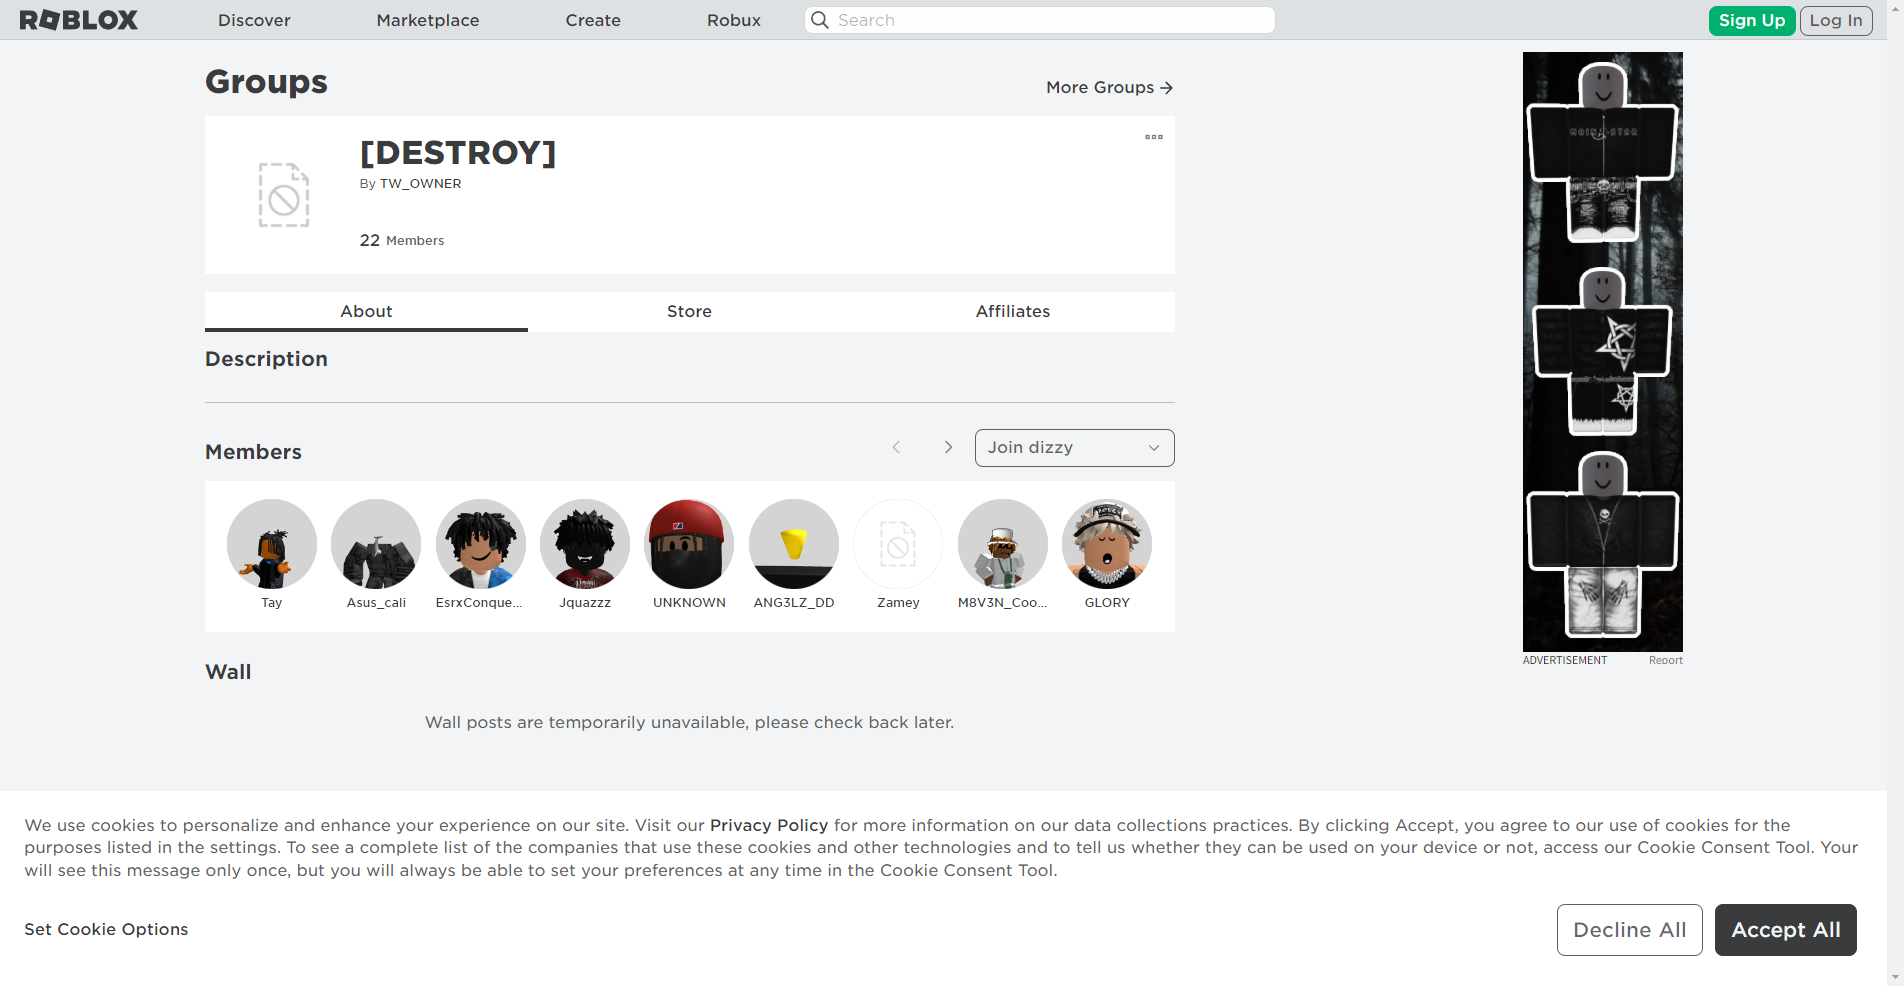 ROBLOX
Discover
Marketplace
Create
Robux
Search
Sign Up
Log In
Groups
More Groups
[DESTROY]
By TW_OWNER
22 Members
About
Store
Affiliates
Description
Members
Join dizzy
Tay
Asus_cali
EsrxConque...
Jquazzz
UNKNOWN
ANG3LZ_DD
Zamey
M8V3N_Coo...
GLORY
Wall
Wall posts are temporarily unavailable, please check back later.
ADVERTISEMENT
Report
We use cookies to personalize and enhance your experience on our site. Visit our Privacy Policy for more information on our data collections practices. By clicking Accept, you agree to our use of cookies for the
purposes listed in the settings. To see a complete list of the companies that use these cookies and other technologies and to tell us whether they can be used on your device or not, access our Cookie Consent Tool. Your
will see this message only once, but you will always be able to set your preferences at any time in the Cookie Consent Tool.
Set Cookie Options
Decline All
Accept All